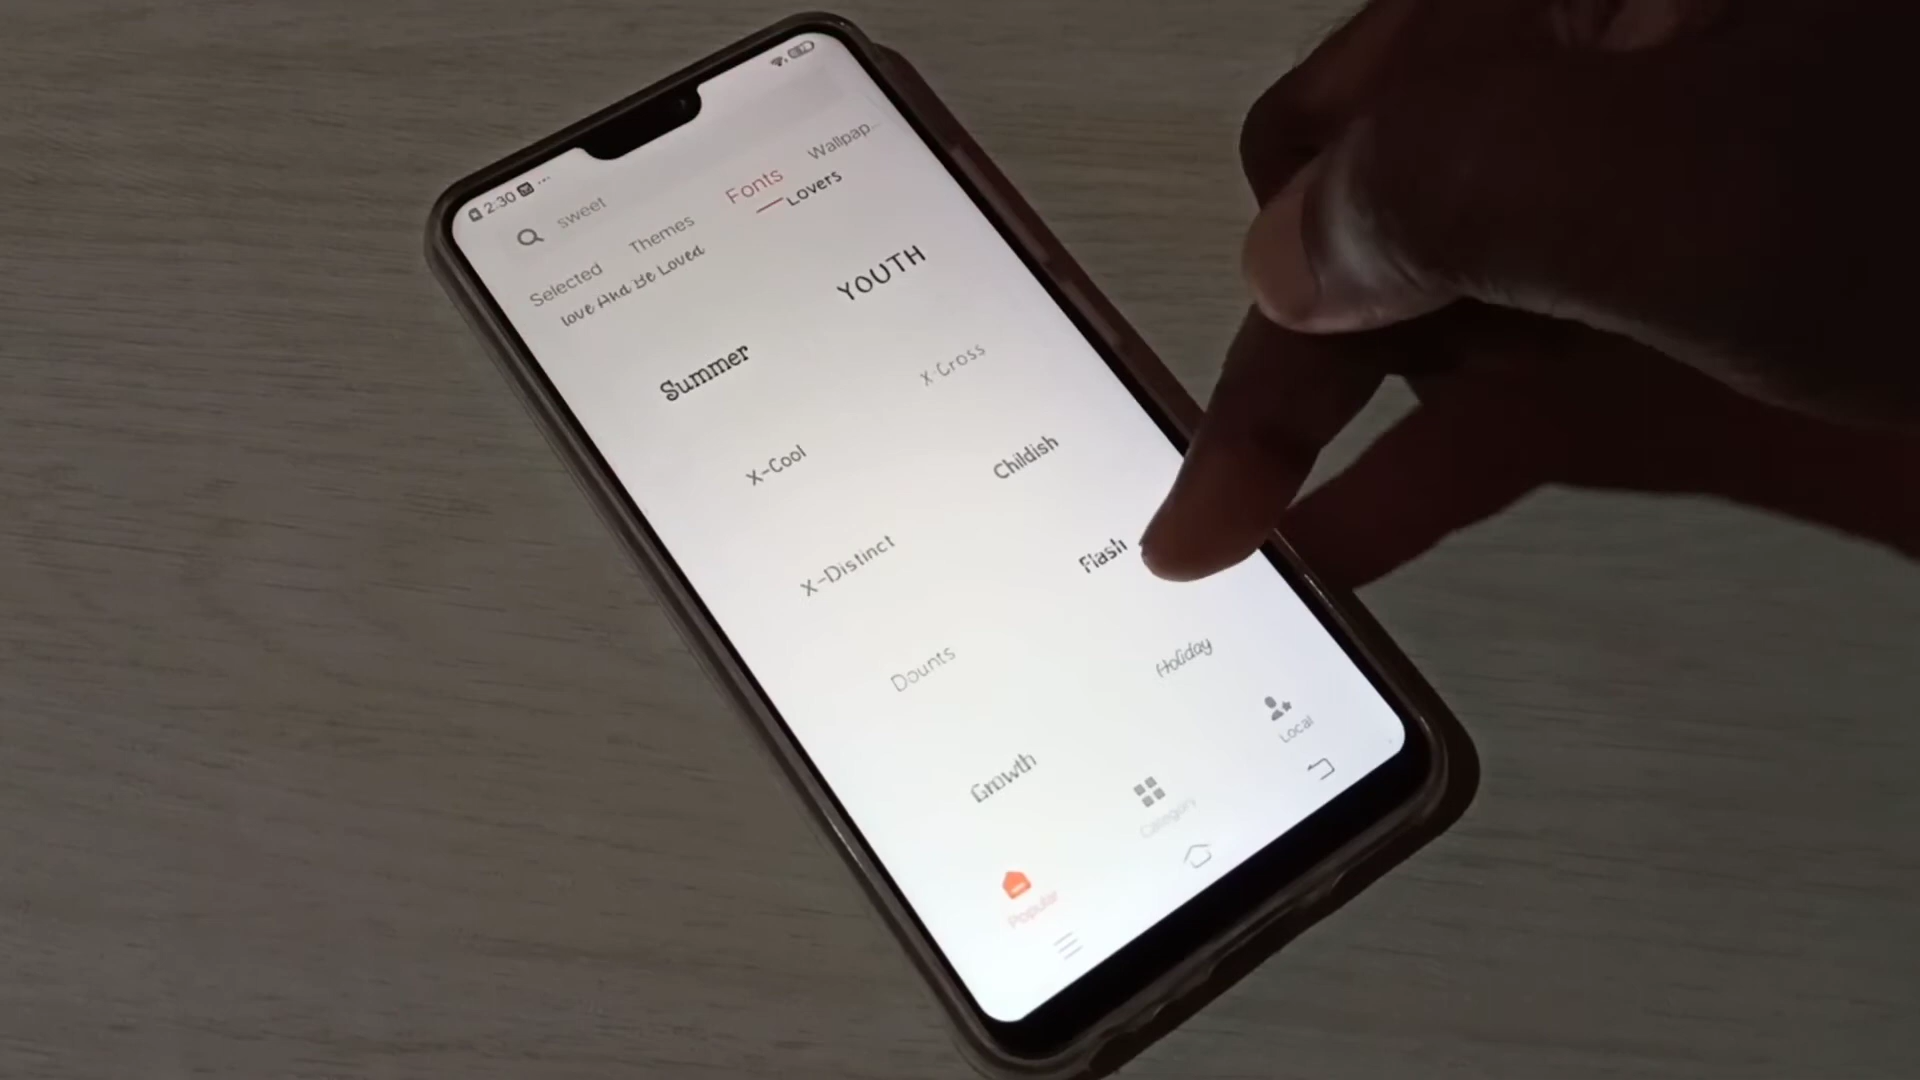 2:30 ...
sweet
Selected Themes Fonts Wallpap...
Love And Be Loved Lovers
Summer YOUTH
X-Cool X-Cross
X-Distinct Childish
Dounts Flash
Growth Holiday
Popular Category Local